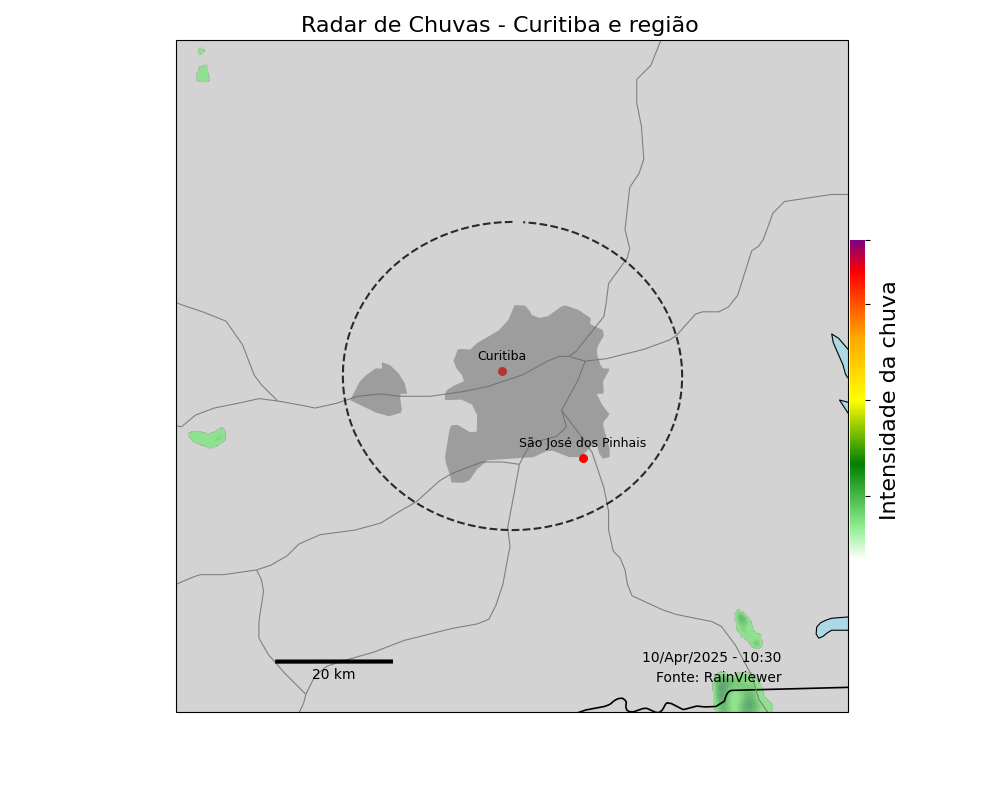 Radar de Chuvas - Curitiba e região
Curitiba
São José dos Pinhais
Intensidade da chuva
10/Apr/2025 - 10:30
Fonte: RainViewer
20 km